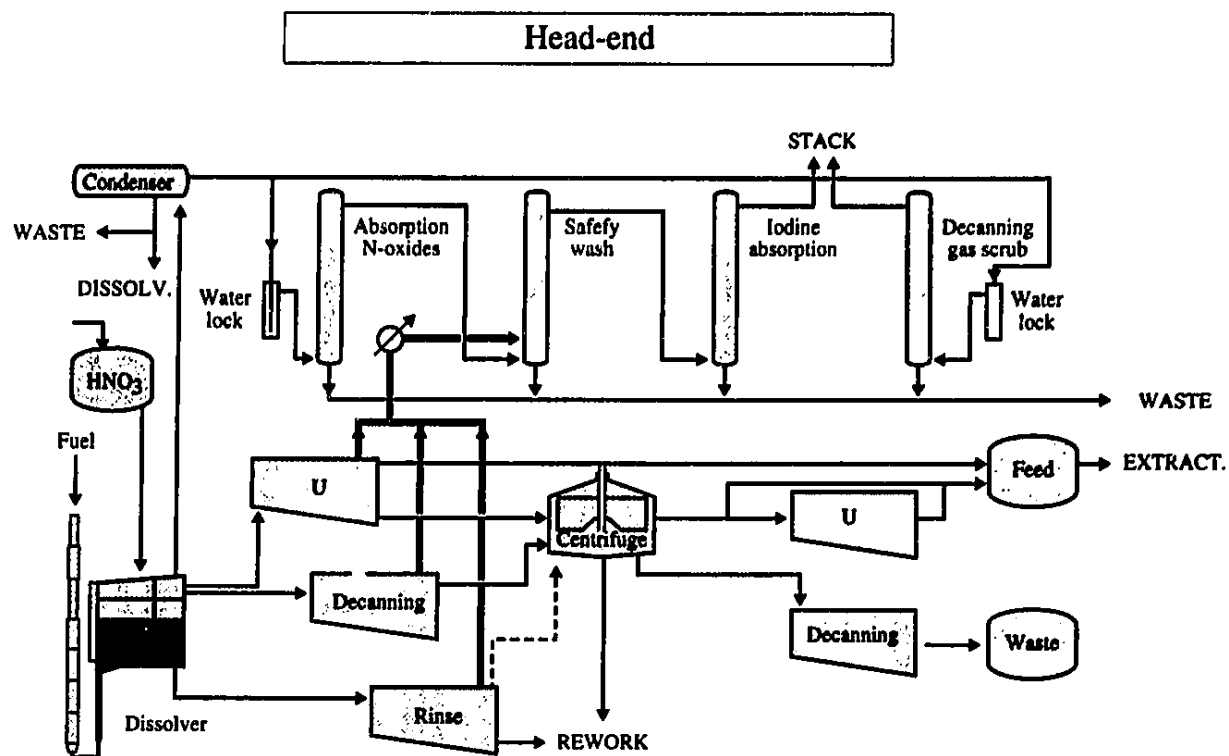 Head-end
STACK
Condenser
WASTE
DISSOLV.
Absorption
N-oxides
Safefy
wash
Iodine
absorption
Decanning
gas scrub
Water
lock
Water
lock
HNO3
WASTE
Fuel
U
Feed
EXTRACT.
Centrifuge
U
Decanning
Decanning
Waste
Rinse
Dissolver
REWORK